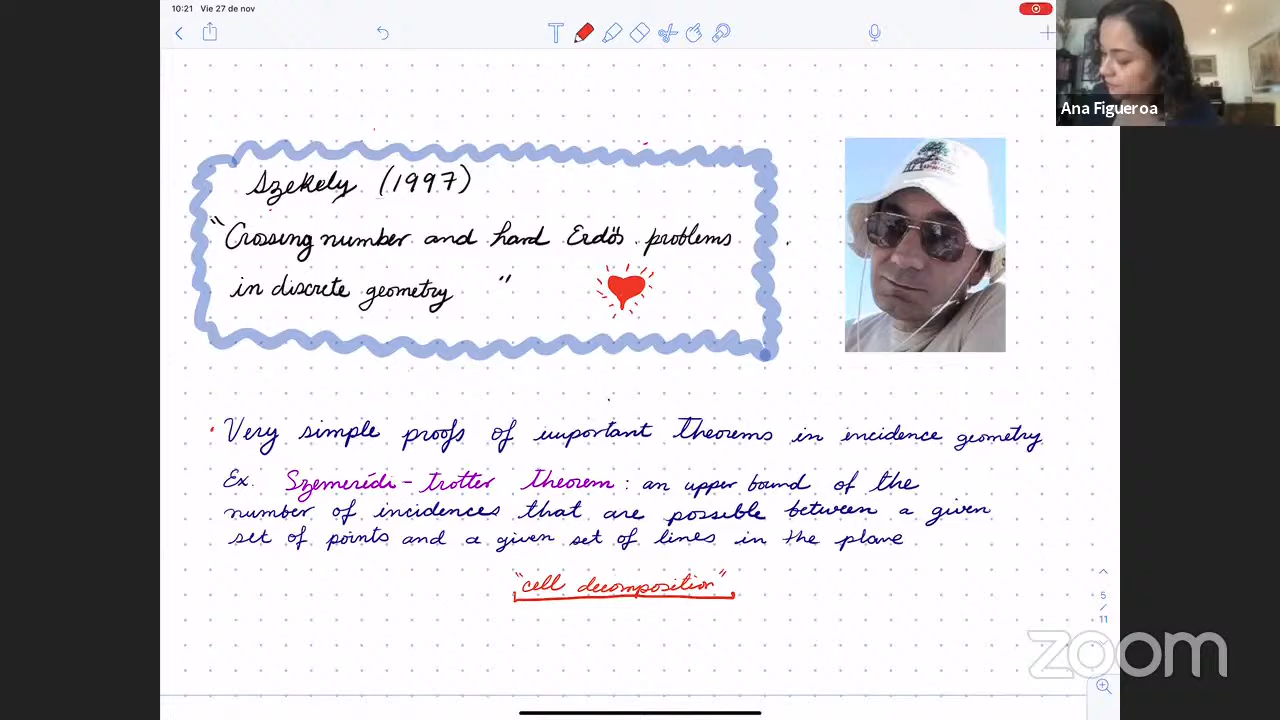 10:21 Vie 27 de nov
Ana Figueroa
Szekely (1997)
"Crossing number and hard Erdös problems
in discrete geometry"
Very simple proofs of important theorems in incidence geometry
Ex. Szemerédi-trotter theorem: an upper bound of the
number of incidences that are possible between a given
set of points and a given set of lines in the plane
"cell decomposition"
5
/
11
zoom